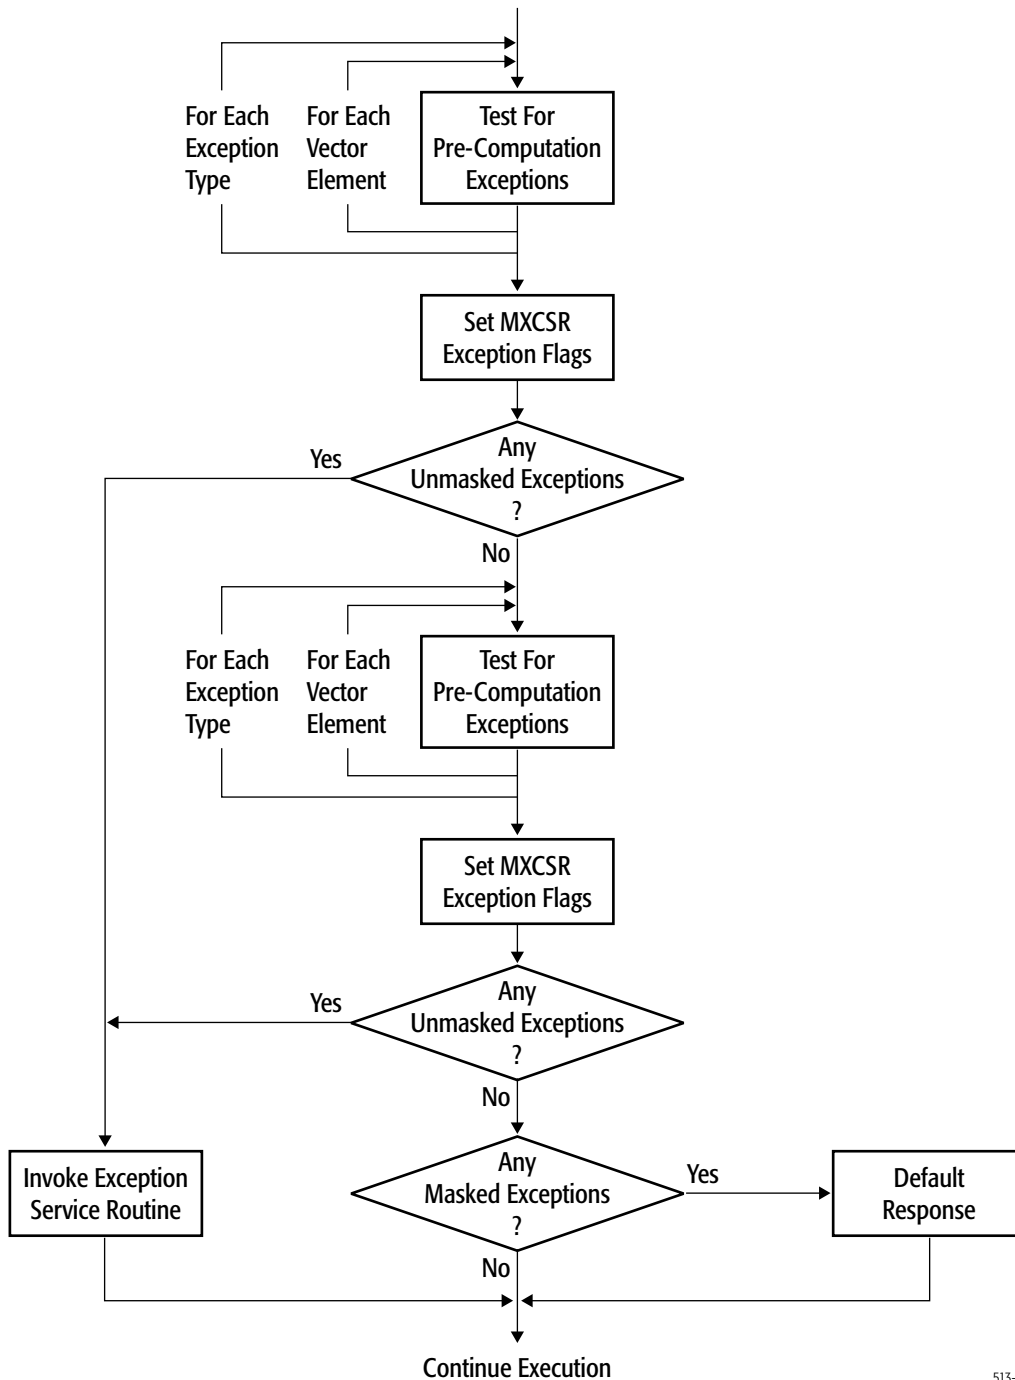 For Each
Exception
Type
For Each
Vector
Element
Test For
Pre-Computation
Exceptions
Set MXCSR
Exception Flags
Yes
Any
Unmasked Exceptions
?
No
For Each
Exception
Type
For Each
Vector
Element
Test For
Pre-Computation
Exceptions
Set MXCSR
Exception Flags
Yes
Any
Unmasked Exceptions
?
No
Invoke Exception
Service Routine
Any
Masked Exceptions
?
Yes
Default
Response
No
Continue Execution
513-